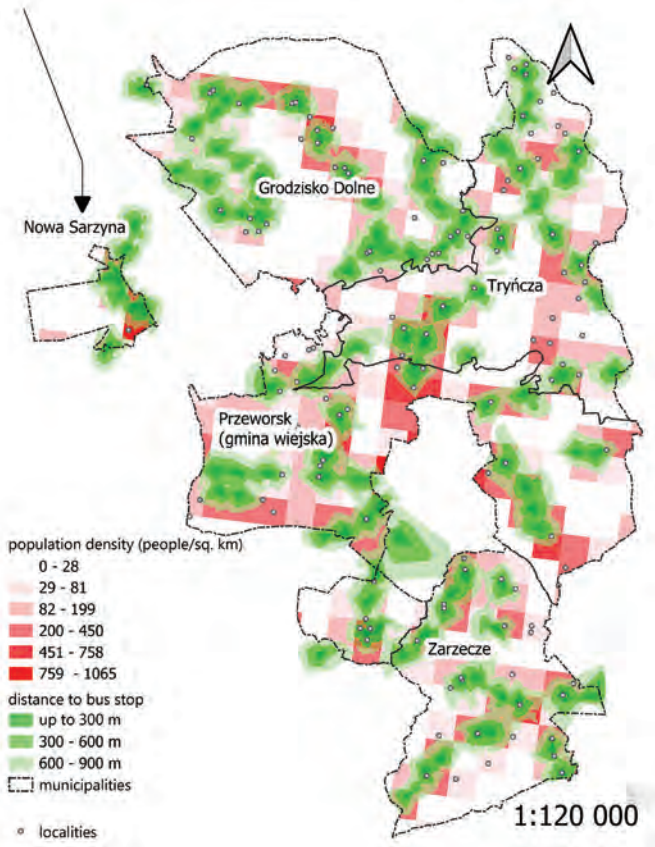 Grodzisko Dolne
Nowa Sarzyna
Tryńcza
Przeworsk
(gmina wiejska)
population density (people/sq. km)
0 - 28
29 - 81
82 - 199
200 - 450
451 - 758
759 - 1065
distance to bus stop
up to 300 m
300 - 600 m
600 - 900 m
municipalities
localities
Zarzecze
1:120 000